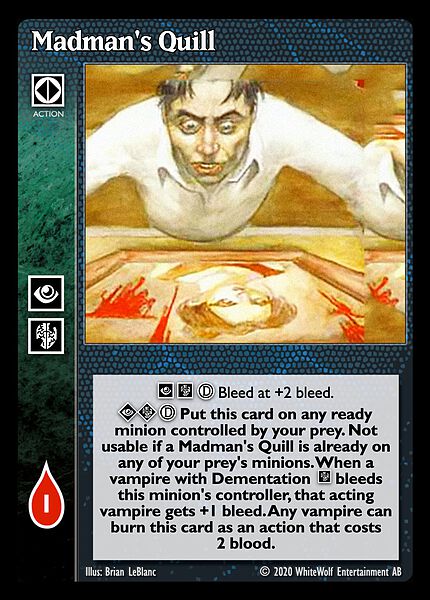 Madman's Quill
ACTION
D Bleed at +2 bleed.
D Put this card on any ready
minion controlled by your prey. Not
usable if a Madman's Quill is already on
any of your prey's minions. When a
vampire with Dementation bleeds
this minion's controller, that acting
vampire gets +1 bleed. Any vampire can
burn this card as an action that costs
2 blood.
1
Illus: Brian LeBlanc © 2020 WhiteWolf Entertainment AB